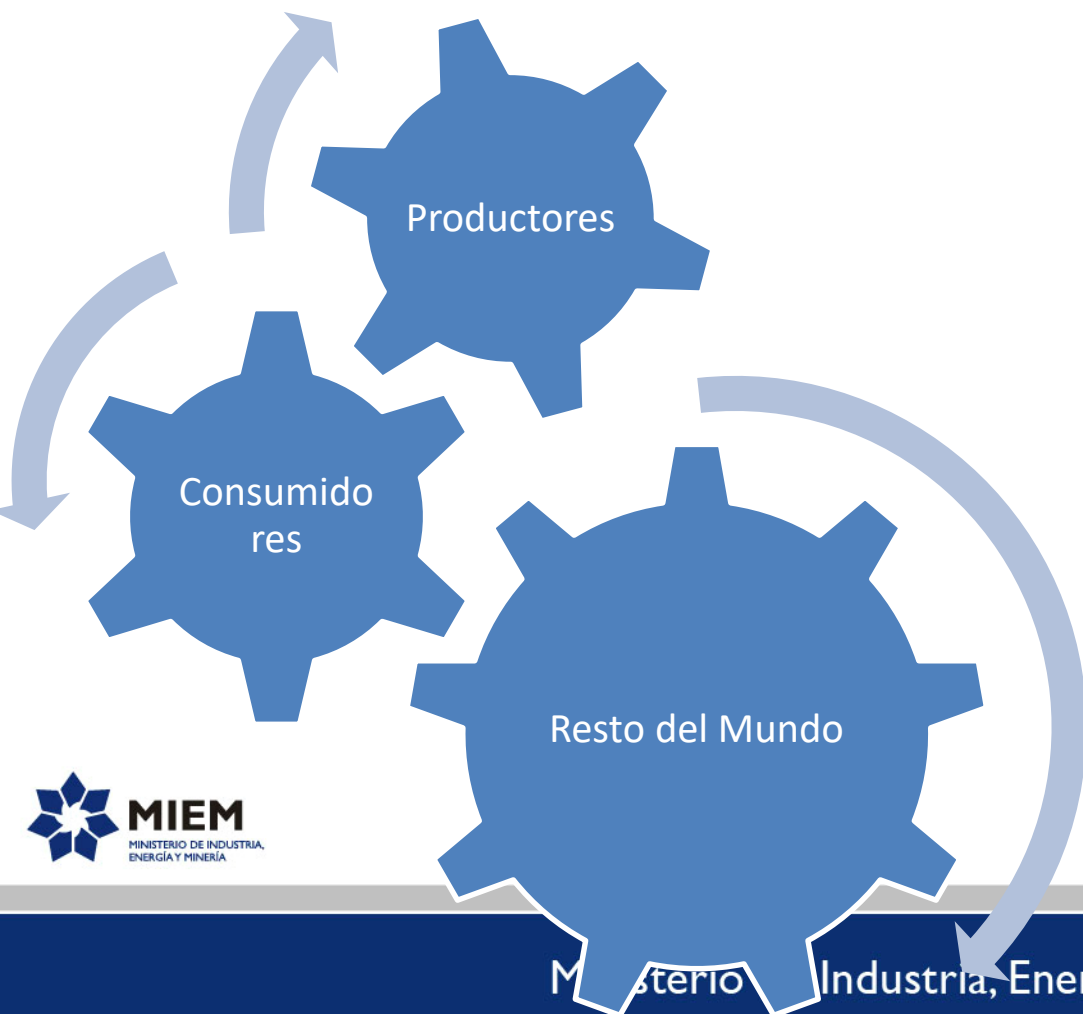 Productores
Consumido
res
Resto del Mundo
MIEM
MINISTERIO DE INDUSTRIA,
ENERGÍA Y MINERÍA
Industria, Ener